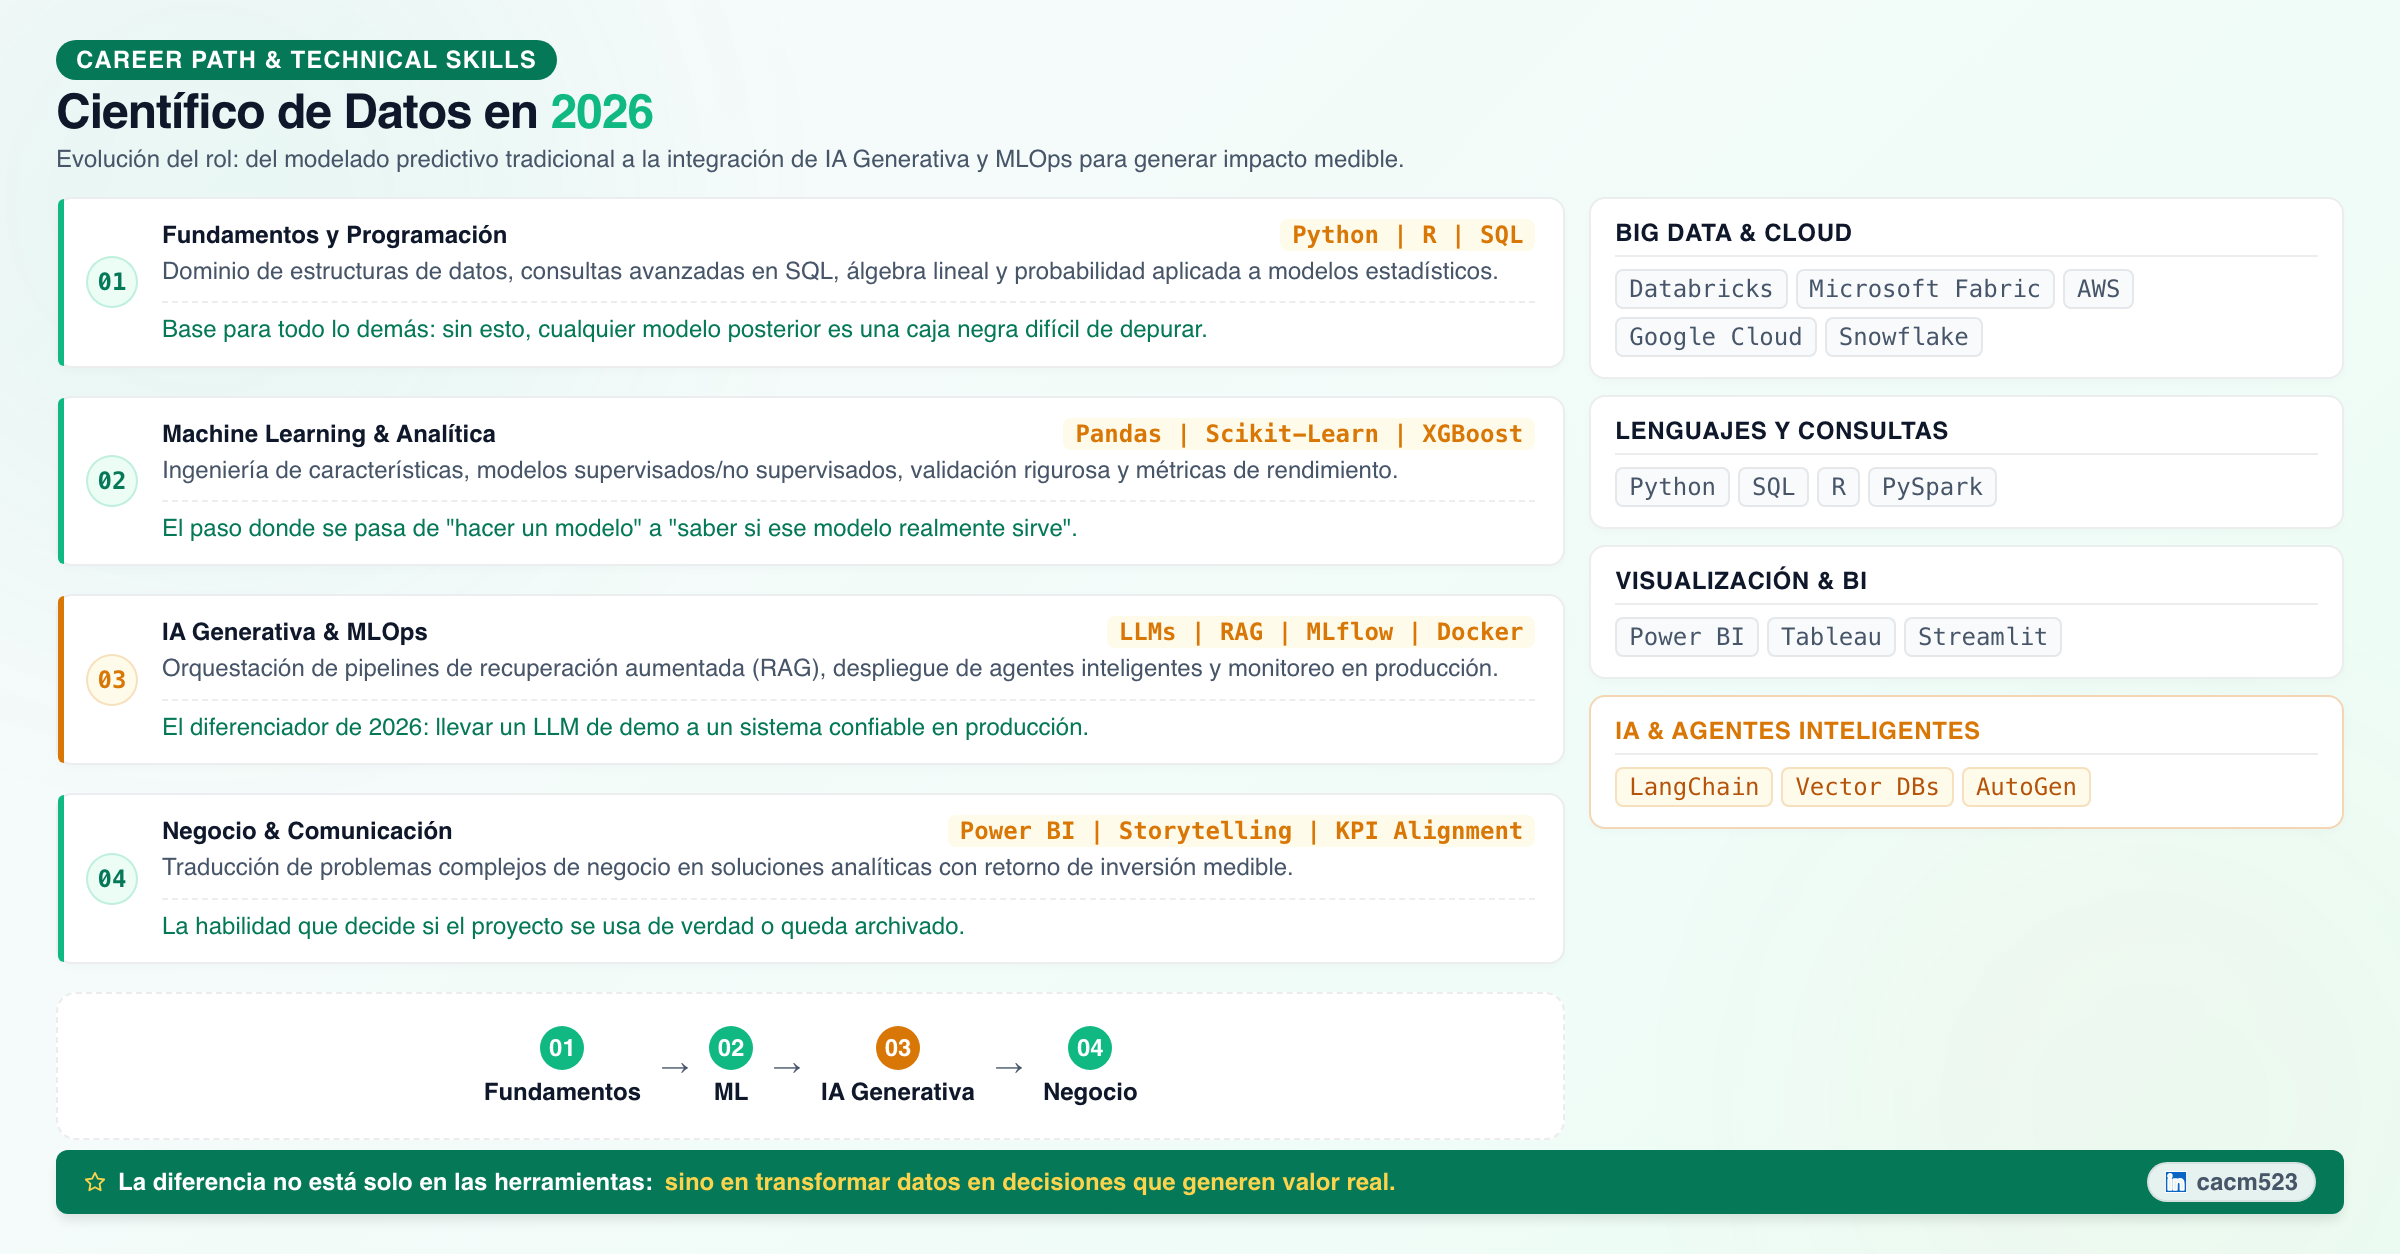 CAREER PATH & TECHNICAL SKILLS
Científico de Datos en 2026
Evolución del rol: del modelado predictivo tradicional a la integración de IA Generativa y MLOps para generar impacto medible.
01
Fundamentos y Programación
Python | R | SQL
Dominio de estructuras de datos, consultas avanzadas en SQL, álgebra lineal y probabilidad aplicada a modelos estadísticos.
Base para todo lo demás: sin esto, cualquier modelo posterior es una caja negra difícil de depurar.
02
Machine Learning & Analítica
Pandas | Scikit-Learn | XGBoost
Ingeniería de características, modelos supervisados/no supervisados, validación rigurosa y métricas de rendimiento.
El paso donde se pasa de "hacer un modelo" a "saber si ese modelo realmente sirve".
03
IA Generativa & MLOps
LLMs | RAG | MLflow | Docker
Orquestación de pipelines de recuperación aumentada (RAG), despliegue de agentes inteligentes y monitoreo en producción.
El diferenciador de 2026: llevar un LLM de demo a un sistema confiable en producción.
04
Negocio & Comunicación
Power BI | Storytelling | KPI Alignment
Traducción de problemas complejos de negocio en soluciones analíticas con retorno de inversión medible.
La habilidad que decide si el proyecto se usa de verdad o queda archivado.
01 → 02 → 03 → 04
Fundamentos ML IA Generativa Negocio
BIG DATA & CLOUD
Databricks Microsoft Fabric AWS
Google Cloud Snowflake
LENGUAJES Y CONSULTAS
Python SQL R PySpark
VISUALIZACIÓN & BI
Power BI Tableau Streamlit
IA & AGENTES INTELIGENTES
LangChain Vector DBs AutoGen
La diferencia no está solo en las herramientas: sino en transformar datos en decisiones que generen valor real.
in cacm523